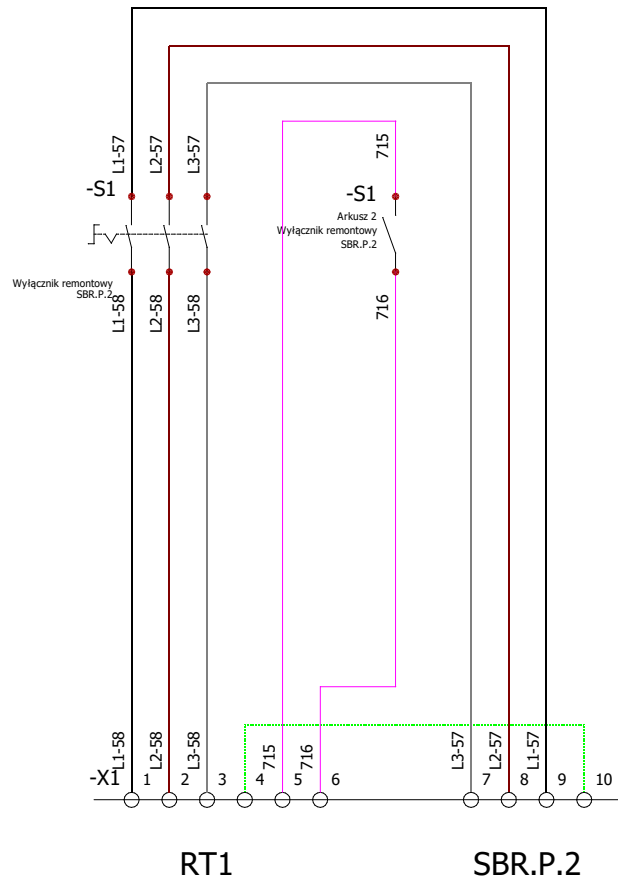 L1-57
L2-57
L3-57
715
-S1
-S1
Arkusz 2
Wyłącznik remontowy
SBR.P.2
Wyłącznik remontowy
SBR.P.2
L1-58
L2-58
L3-58
716
L1-58
L2-58
L3-58
715
716
L3-57
L2-57
L1-57
-X1 1 2 3 4 5 6 7 8 9 10
RT1 SBR.P.2